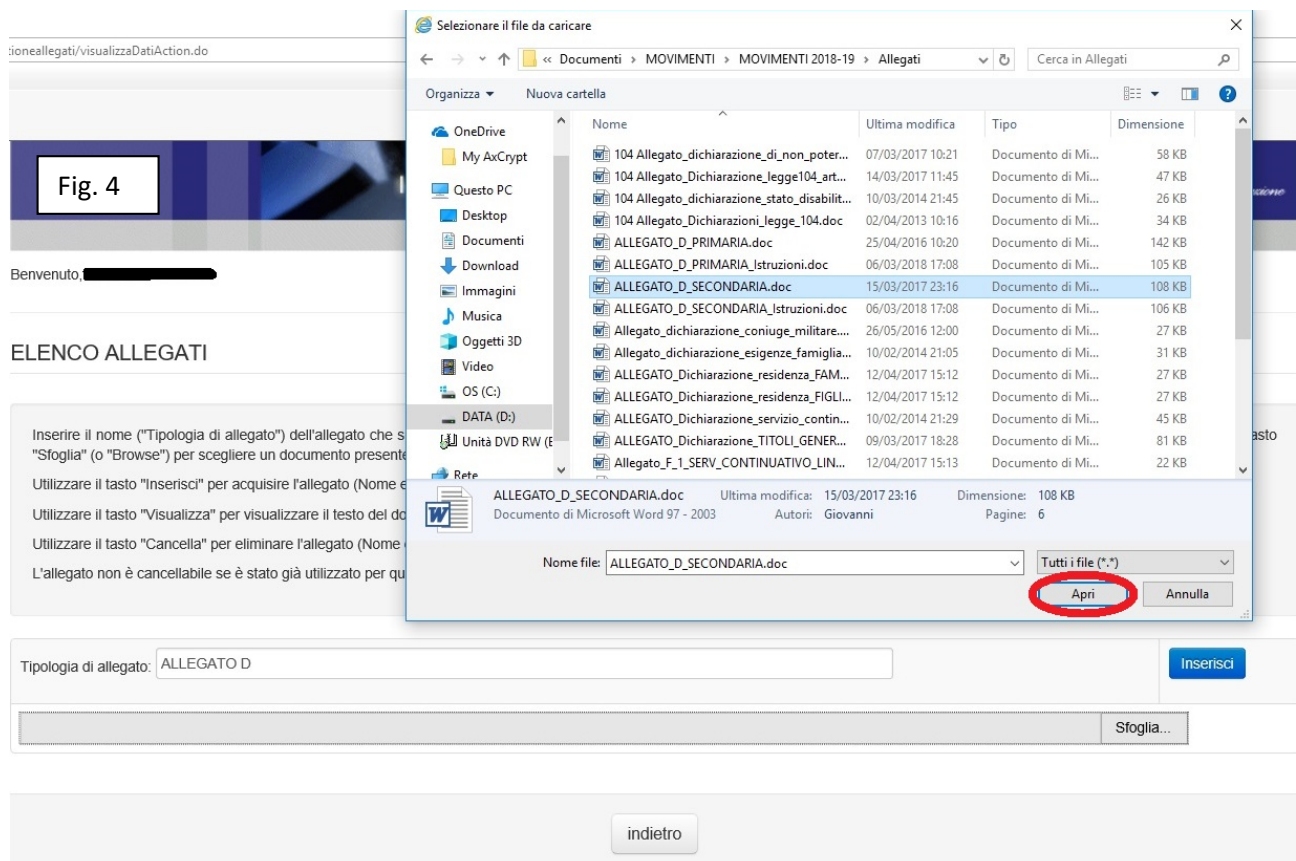 Selezionare il file da caricare
ioneallegati/visualizzaDatiAction.do
« Documenti > MOVIMENTI > MOVIMENTI 2018-19 > Allegati
Cerca in Allegati
Organizza
Nuova cartella
OneDrive
My AxCrypt
Questo PC
Desktop
Documenti
Download
Immagini
Musica
Oggetti 3D
Video
OS (C:)
DATA (D:)
Unità DVD RW (E
Rete
Nome Ultima modifica Tipo Dimensione
104 Allegato_dichiarazione_di_non_poter... 07/03/2017 10:21 Documento di Mi... 58 KB
104 Allegato_Dichiarazione_legge104_art... 14/03/2017 11:45 Documento di Mi... 47 KB
104 Allegato_dichiarazione_stato_disabilit... 10/03/2014 21:45 Documento di Mi... 26 KB
104 Allegato_Dichiarazioni_legge_104.doc 02/04/2013 10:16 Documento di Mi... 34 KB
ALLEGATO_D_PRIMARIA.doc 25/04/2016 10:20 Documento di Mi... 142 KB
ALLEGATO_D_PRIMARIA_Istruzioni.doc 06/03/2018 17:08 Documento di Mi... 105 KB
ALLEGATO_D_SECONDARIA.doc 15/03/2017 23:16 Documento di Mi... 108 KB
ALLEGATO_D_SECONDARIA_Istruzioni.doc 06/03/2018 17:08 Documento di Mi... 106 KB
Allegato_dichiarazione_coniuge_militare.... 26/05/2016 12:00 Documento di Mi... 27 KB
Allegato_dichiarazione_esigenze_famiglia... 10/02/2014 21:05 Documento di Mi... 31 KB
ALLEGATO_Dichiarazione_residenza_FAM... 12/04/2017 15:12 Documento di Mi... 27 KB
ALLEGATO_Dichiarazione_residenza_FIGLI... 12/04/2017 15:12 Documento di Mi... 27 KB
ALLEGATO_Dichiarazione_servizio_contin... 10/02/2014 21:29 Documento di Mi... 45 KB
ALLEGATO_Dichiarazione_TITOLI_GENER... 09/03/2017 18:28 Documento di Mi... 81 KB
Allegato_F_1_SERV_CONTINUATIVO_LIN... 12/04/2017 15:13 Documento di Mi... 22 KB
ALLEGATO_D_SECONDARIA.doc Ultima modifica: 15/03/2017 23:16 Dimensione: 108 KB
Documento di Microsoft Word 97 - 2003 Autori: Giovanni Pagine: 6
Nome file: ALLEGATO_D_SECONDARIA.doc Tutti i file (*.*)
Apri Annulla
Fig. 4
Benvenuto,
ELENCO ALLEGATI
Inserire il nome ("Tipologia di allegato") dell'allegato che s asto
"Sfoglia" (o "Browse") per scegliere un documento presente
Utilizzare il tasto "Inserisci" per acquisire l'allegato (Nome e
Utilizzare il tasto "Visualizza" per visualizzare il testo del do
Utilizzare il tasto "Cancella" per eliminare l'allegato (Nome
L'allegato non è cancellabile se è stato già utilizzato per qu
Tipologia di allegato: ALLEGATO D
Inserisci
Sfoglia...
indietro